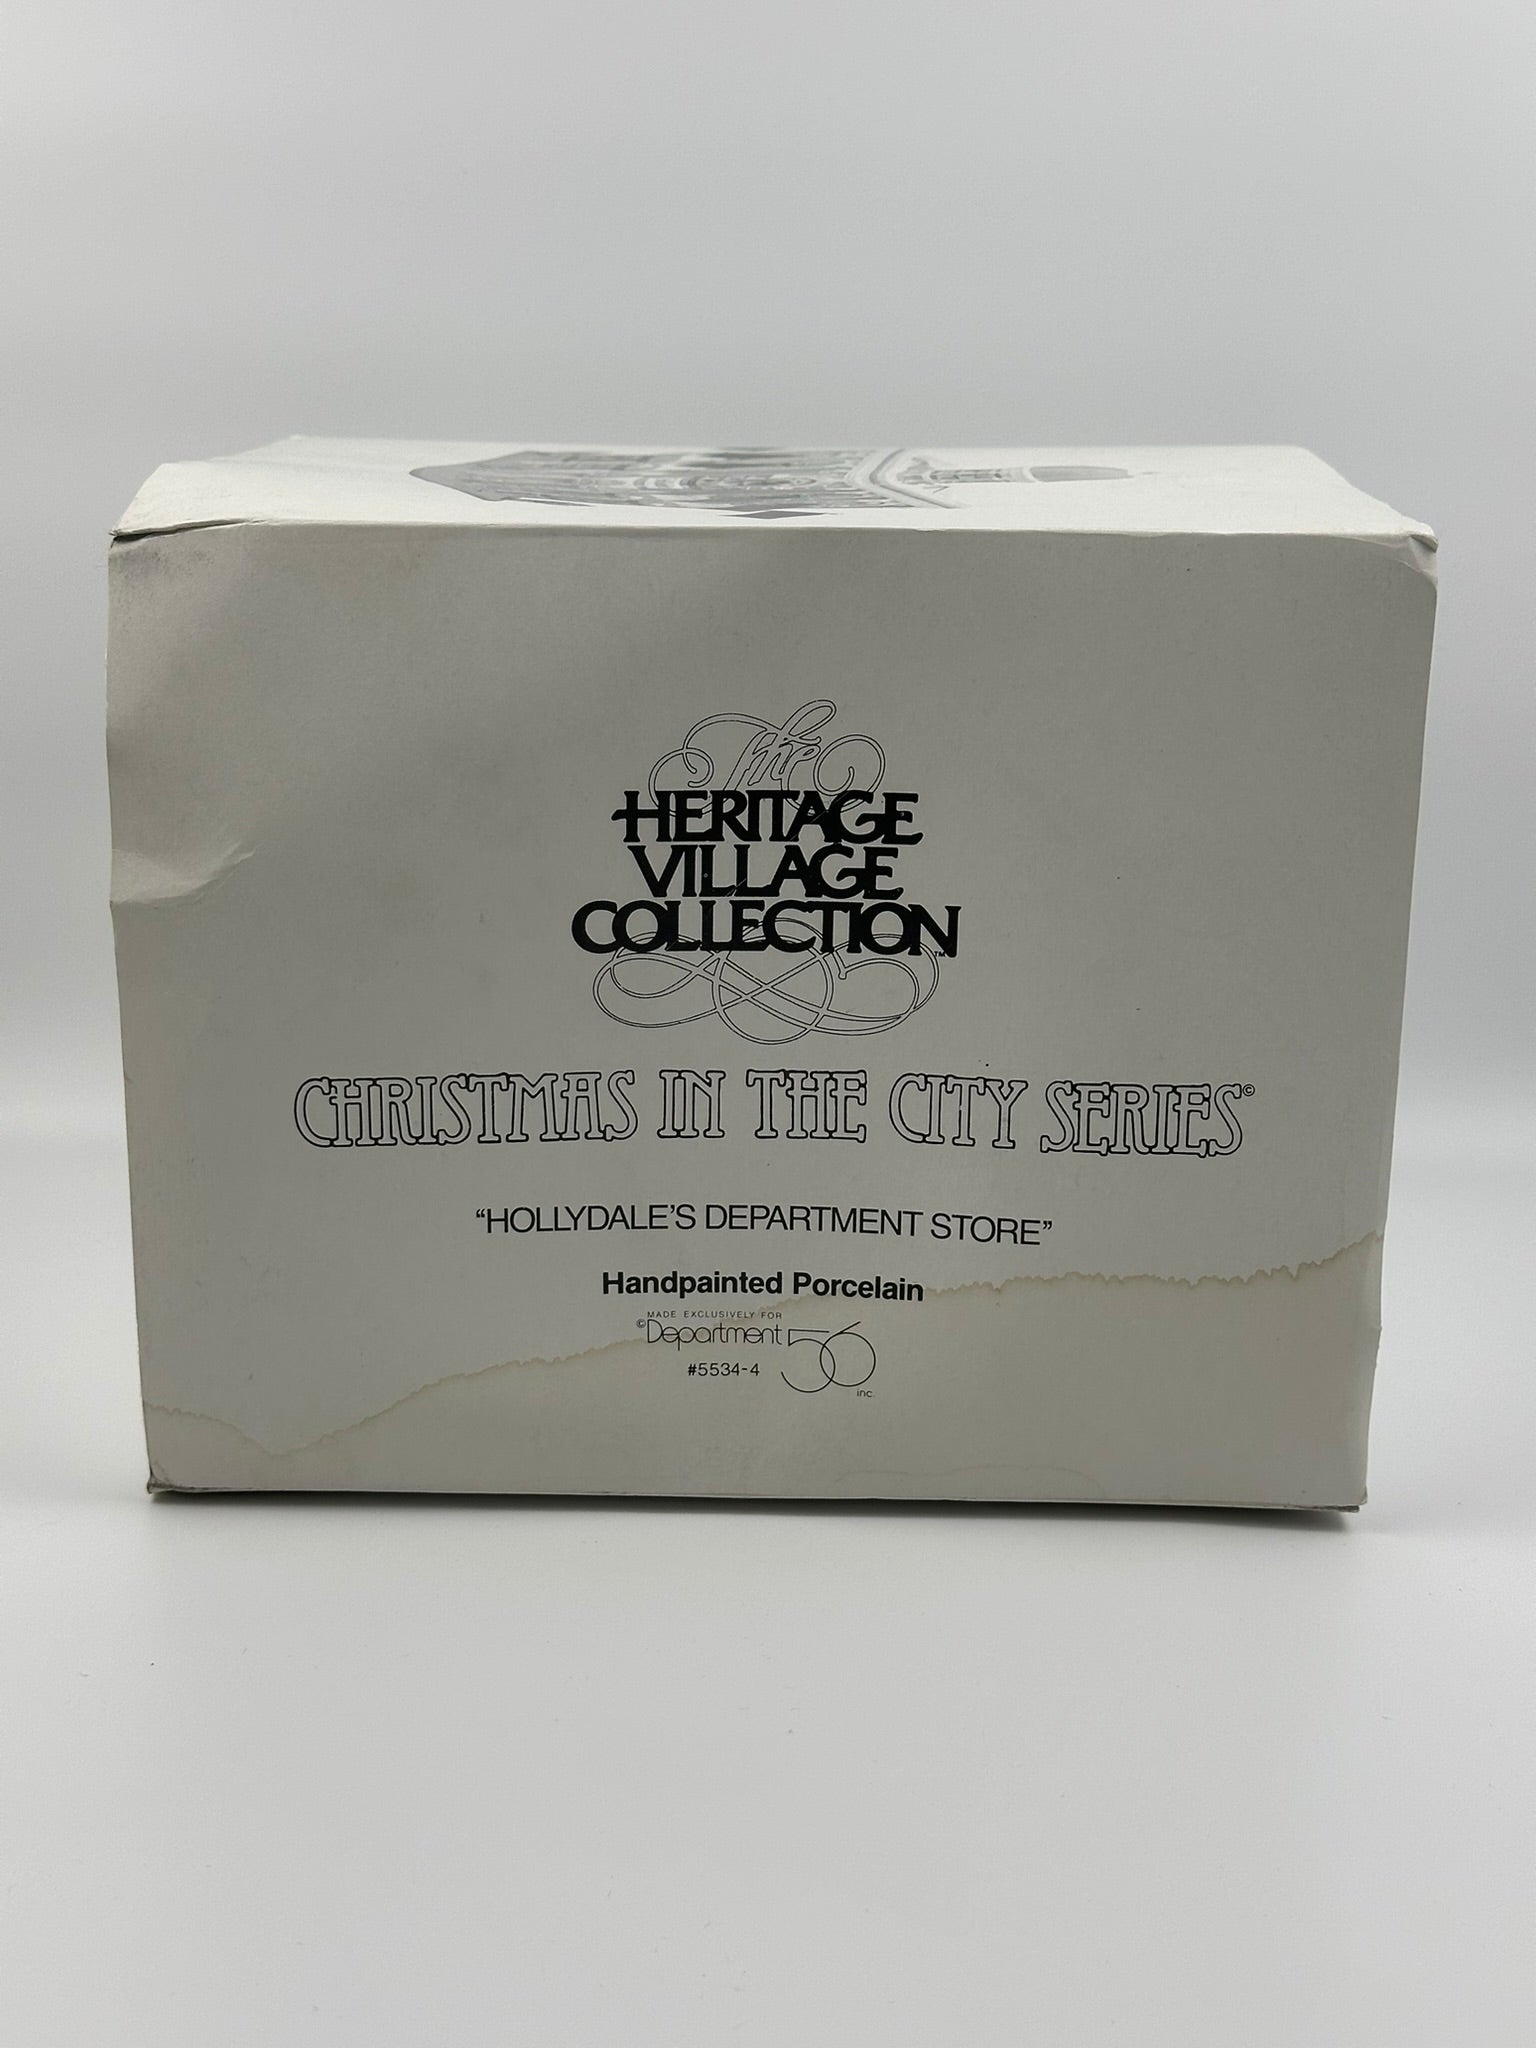 The
HERITAGE
VILLAGE
COLLECTION™
CHRISTMAS IN THE CITY SERIES©
“HOLLYDALE’S DEPARTMENT STORE”
Handpainted Porcelain
MADE EXCLUSIVELY FOR
©Department 56
#5534-4
inc.